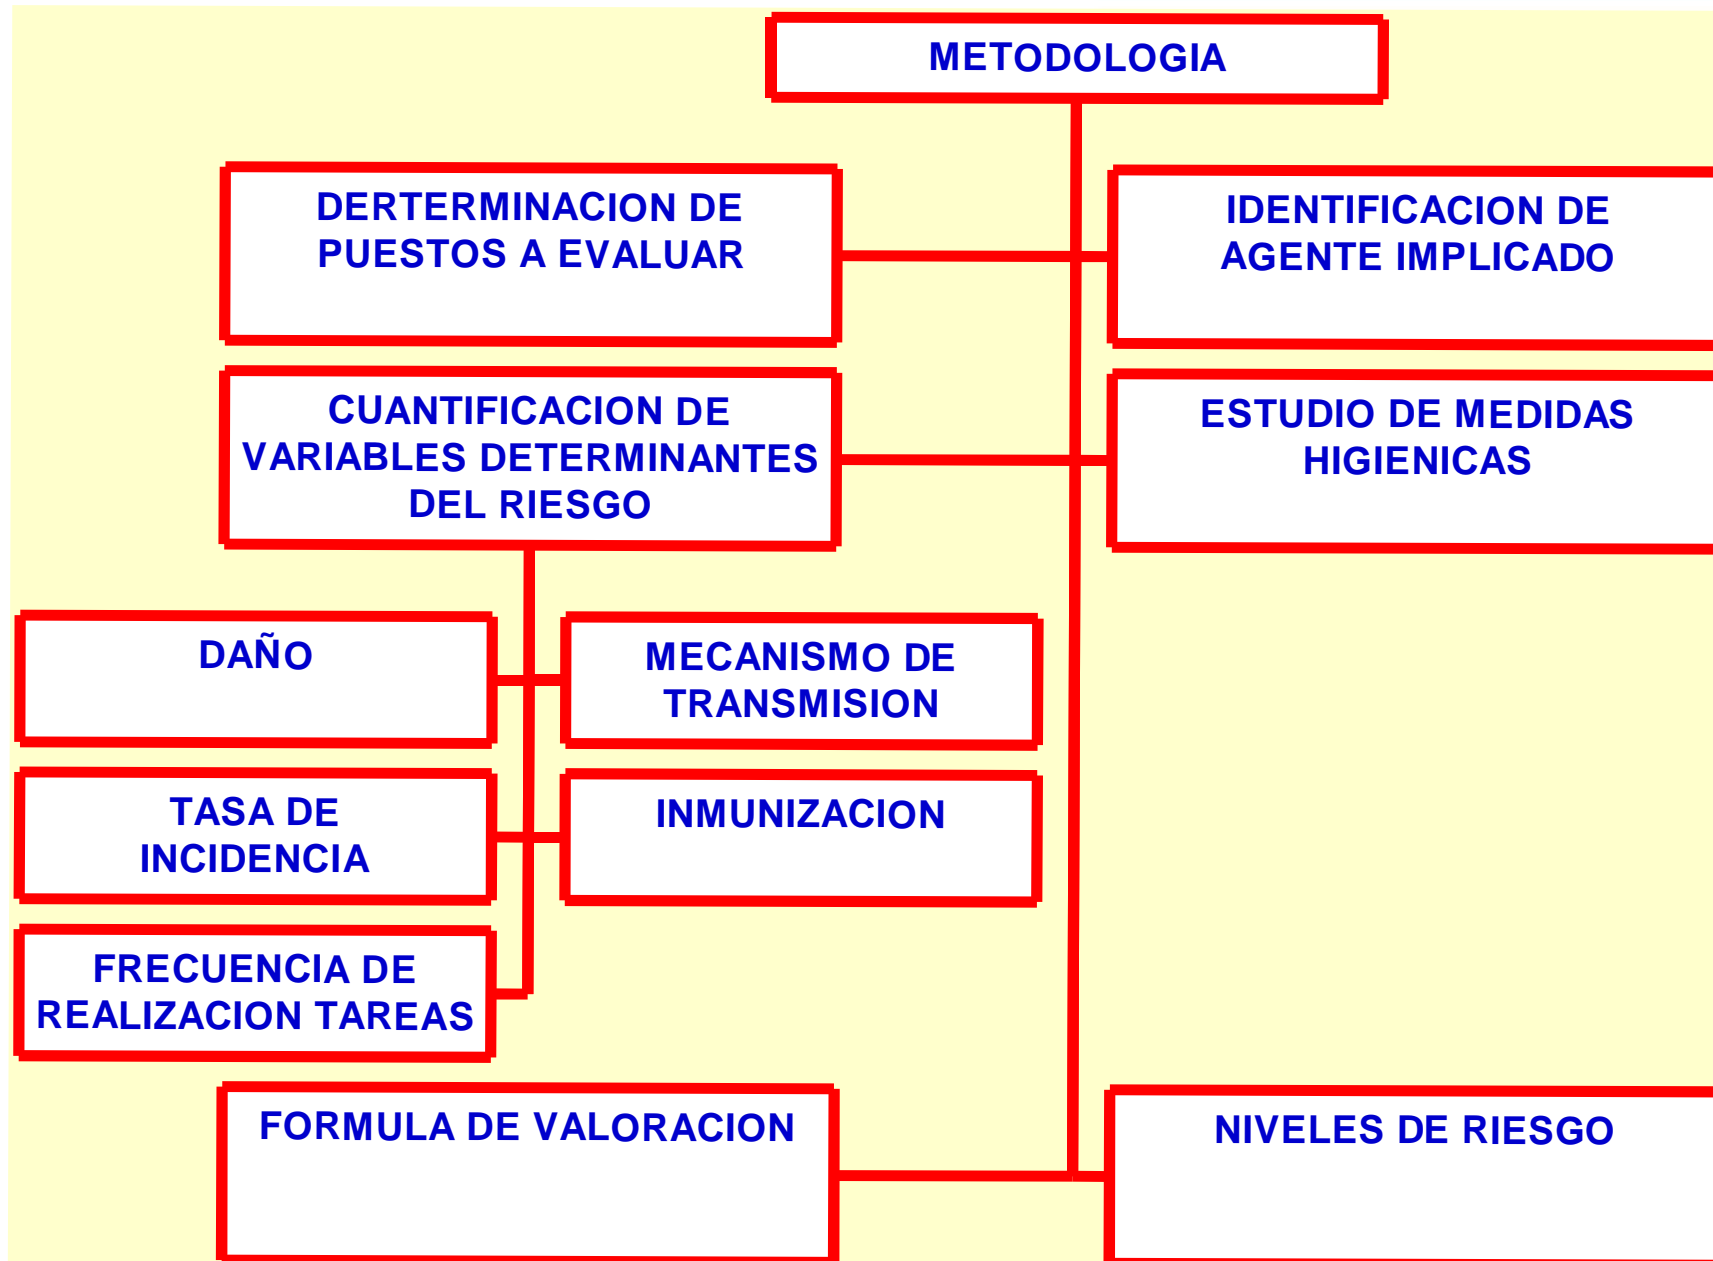 METODOLOGIA
DERTERMINACION DE
PUESTOS A EVALUAR
IDENTIFICACION DE
AGENTE IMPLICADO
CUANTIFICACION DE
VARIABLES DETERMINANTES
DEL RIESGO
ESTUDIO DE MEDIDAS
HIGIENICAS
DAÑO
MECANISMO DE
TRANSMISION
TASA DE
INCIDENCIA
INMUNIZACION
FRECUENCIA DE
REALIZACION TAREAS
FORMULA DE VALORACION
NIVELES DE RIESGO